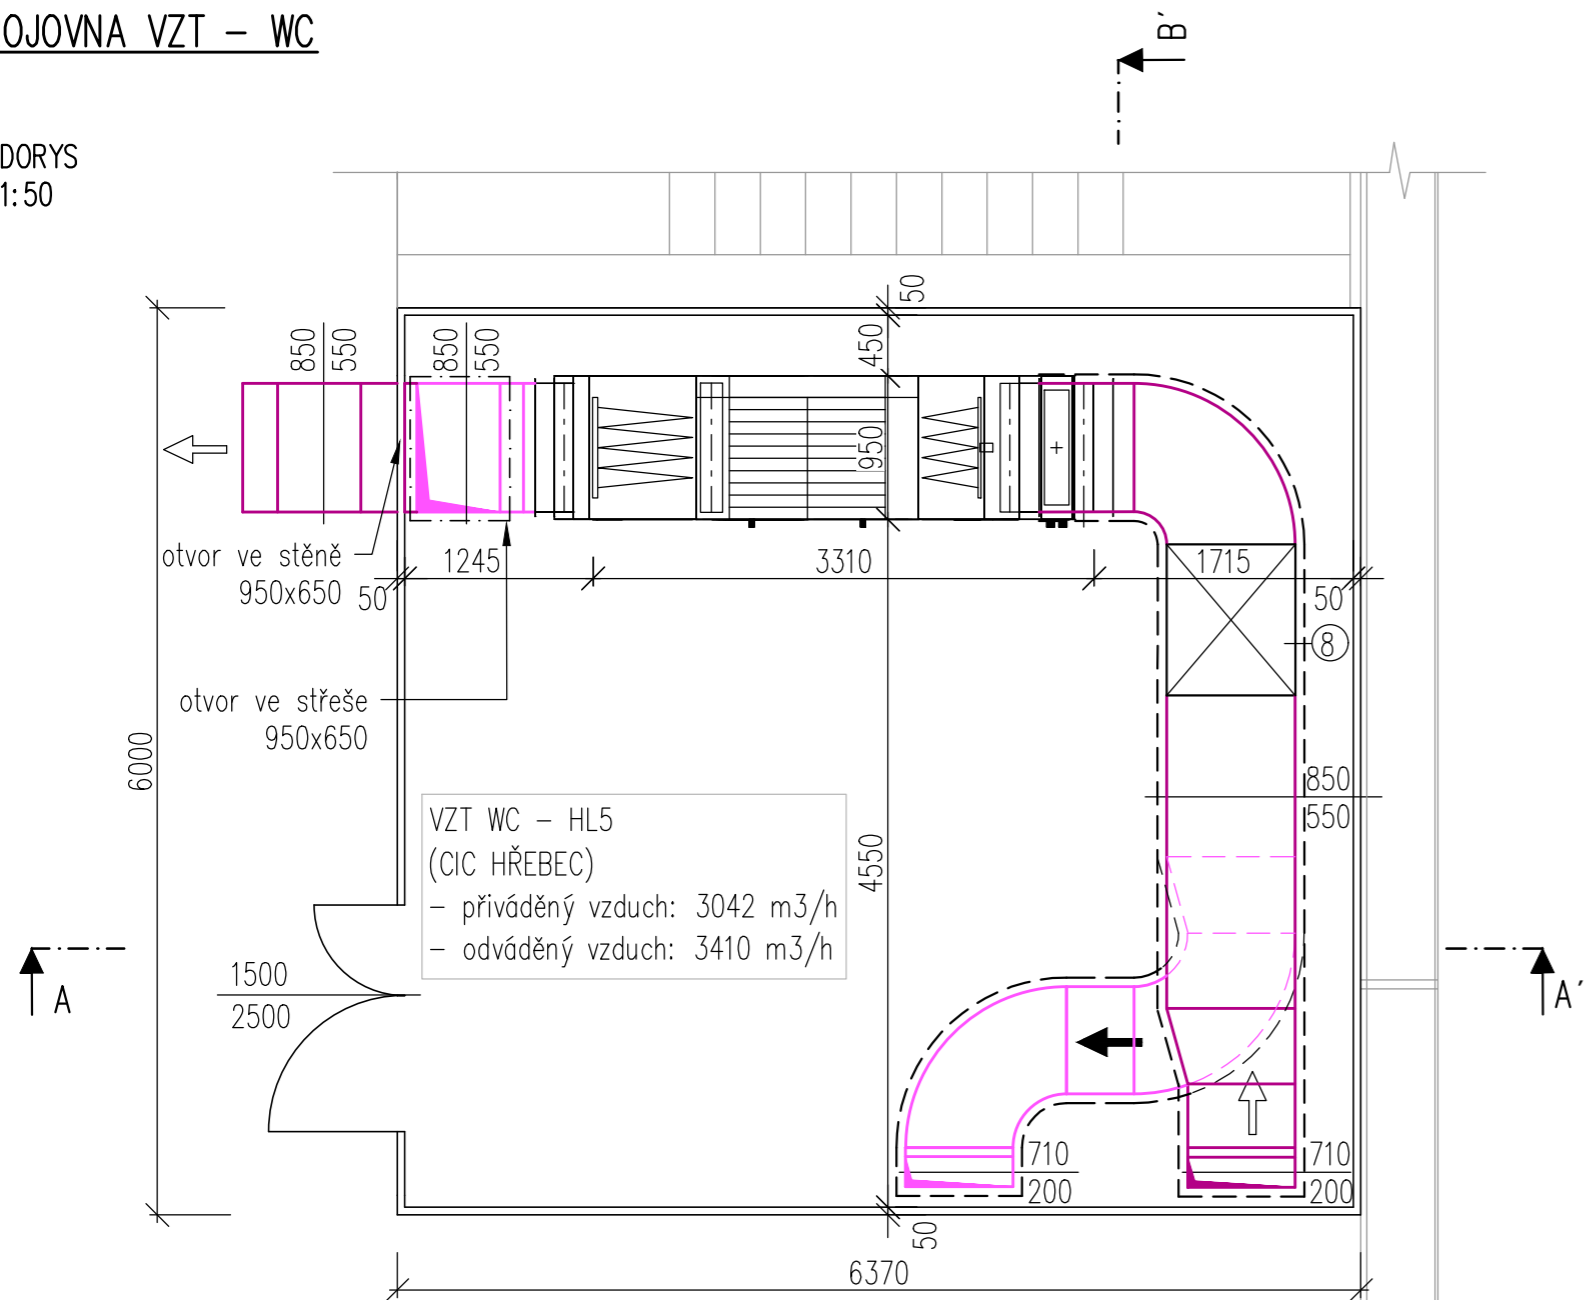 OJOVNA VZT – WC
B'
DORYS
1:50
50
850
550
850
550
450
950
otvor ve stěně
950x650
50
1245
3310
1715
50
8
otvor ve střeše
950x650
6000
850
550
VZT WC – HL5
(CIC HŘEBEC)
– přiváděný vzduch: 3042 m3/h
– odváděný vzduch: 3410 m3/h
4550
A
1500
2500
A'
710
200
710
200
50
6370